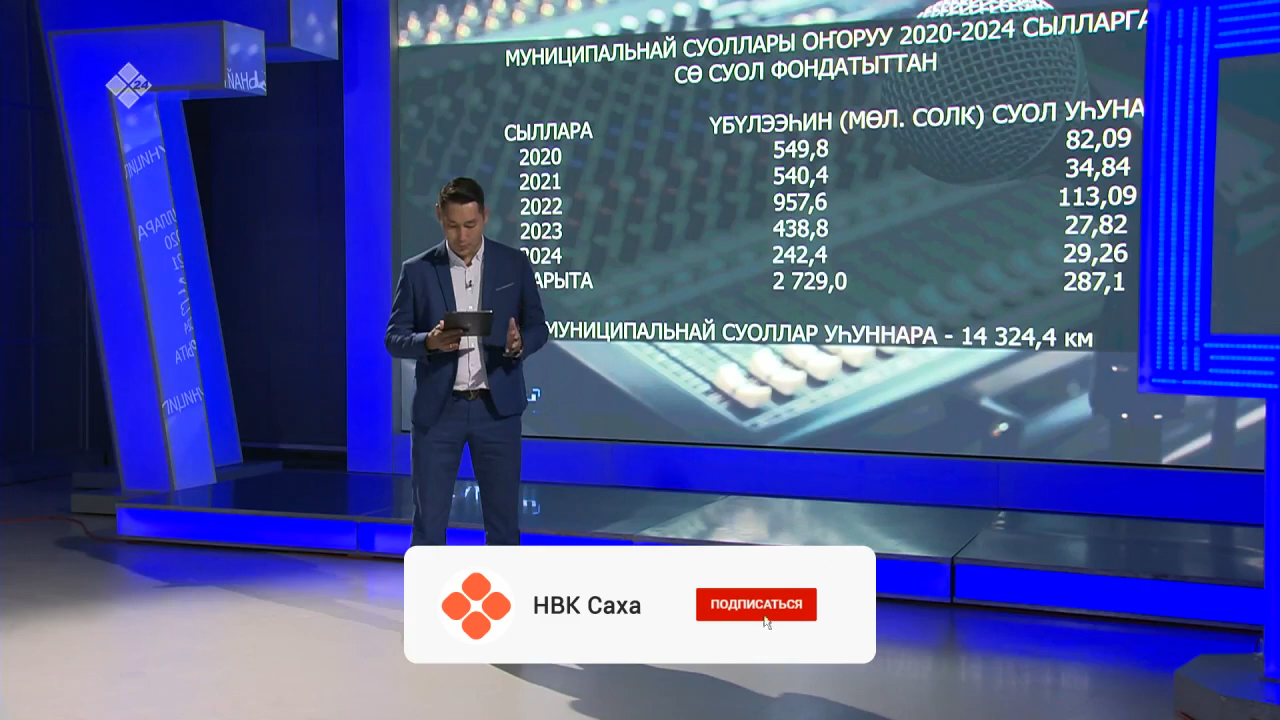 МУНИЦИПАЛЬНАЙ СУОЛЛАРЫ ОҤОРУУ 2020-2024 СЫЛЛАРГА
СӨ СУОЛ ФОНДАТЫТТАН
СЫЛЛАРА ҮБҮЛЭЭҺИН (МӨЛ. СОЛК) СУОЛ УҺУНА
2020 549,8 82,09
2021 540,4 34,84
2022 957,6 113,09
2023 438,8 27,82
2024 242,4 29,26
АРЫТА 2 729,0 287,1
МУНИЦИПАЛЬНАЙ СУОЛЛАР УҺУННАРА - 14 324,4 км
НВК Саха
ПОДПИСАТЬСЯ